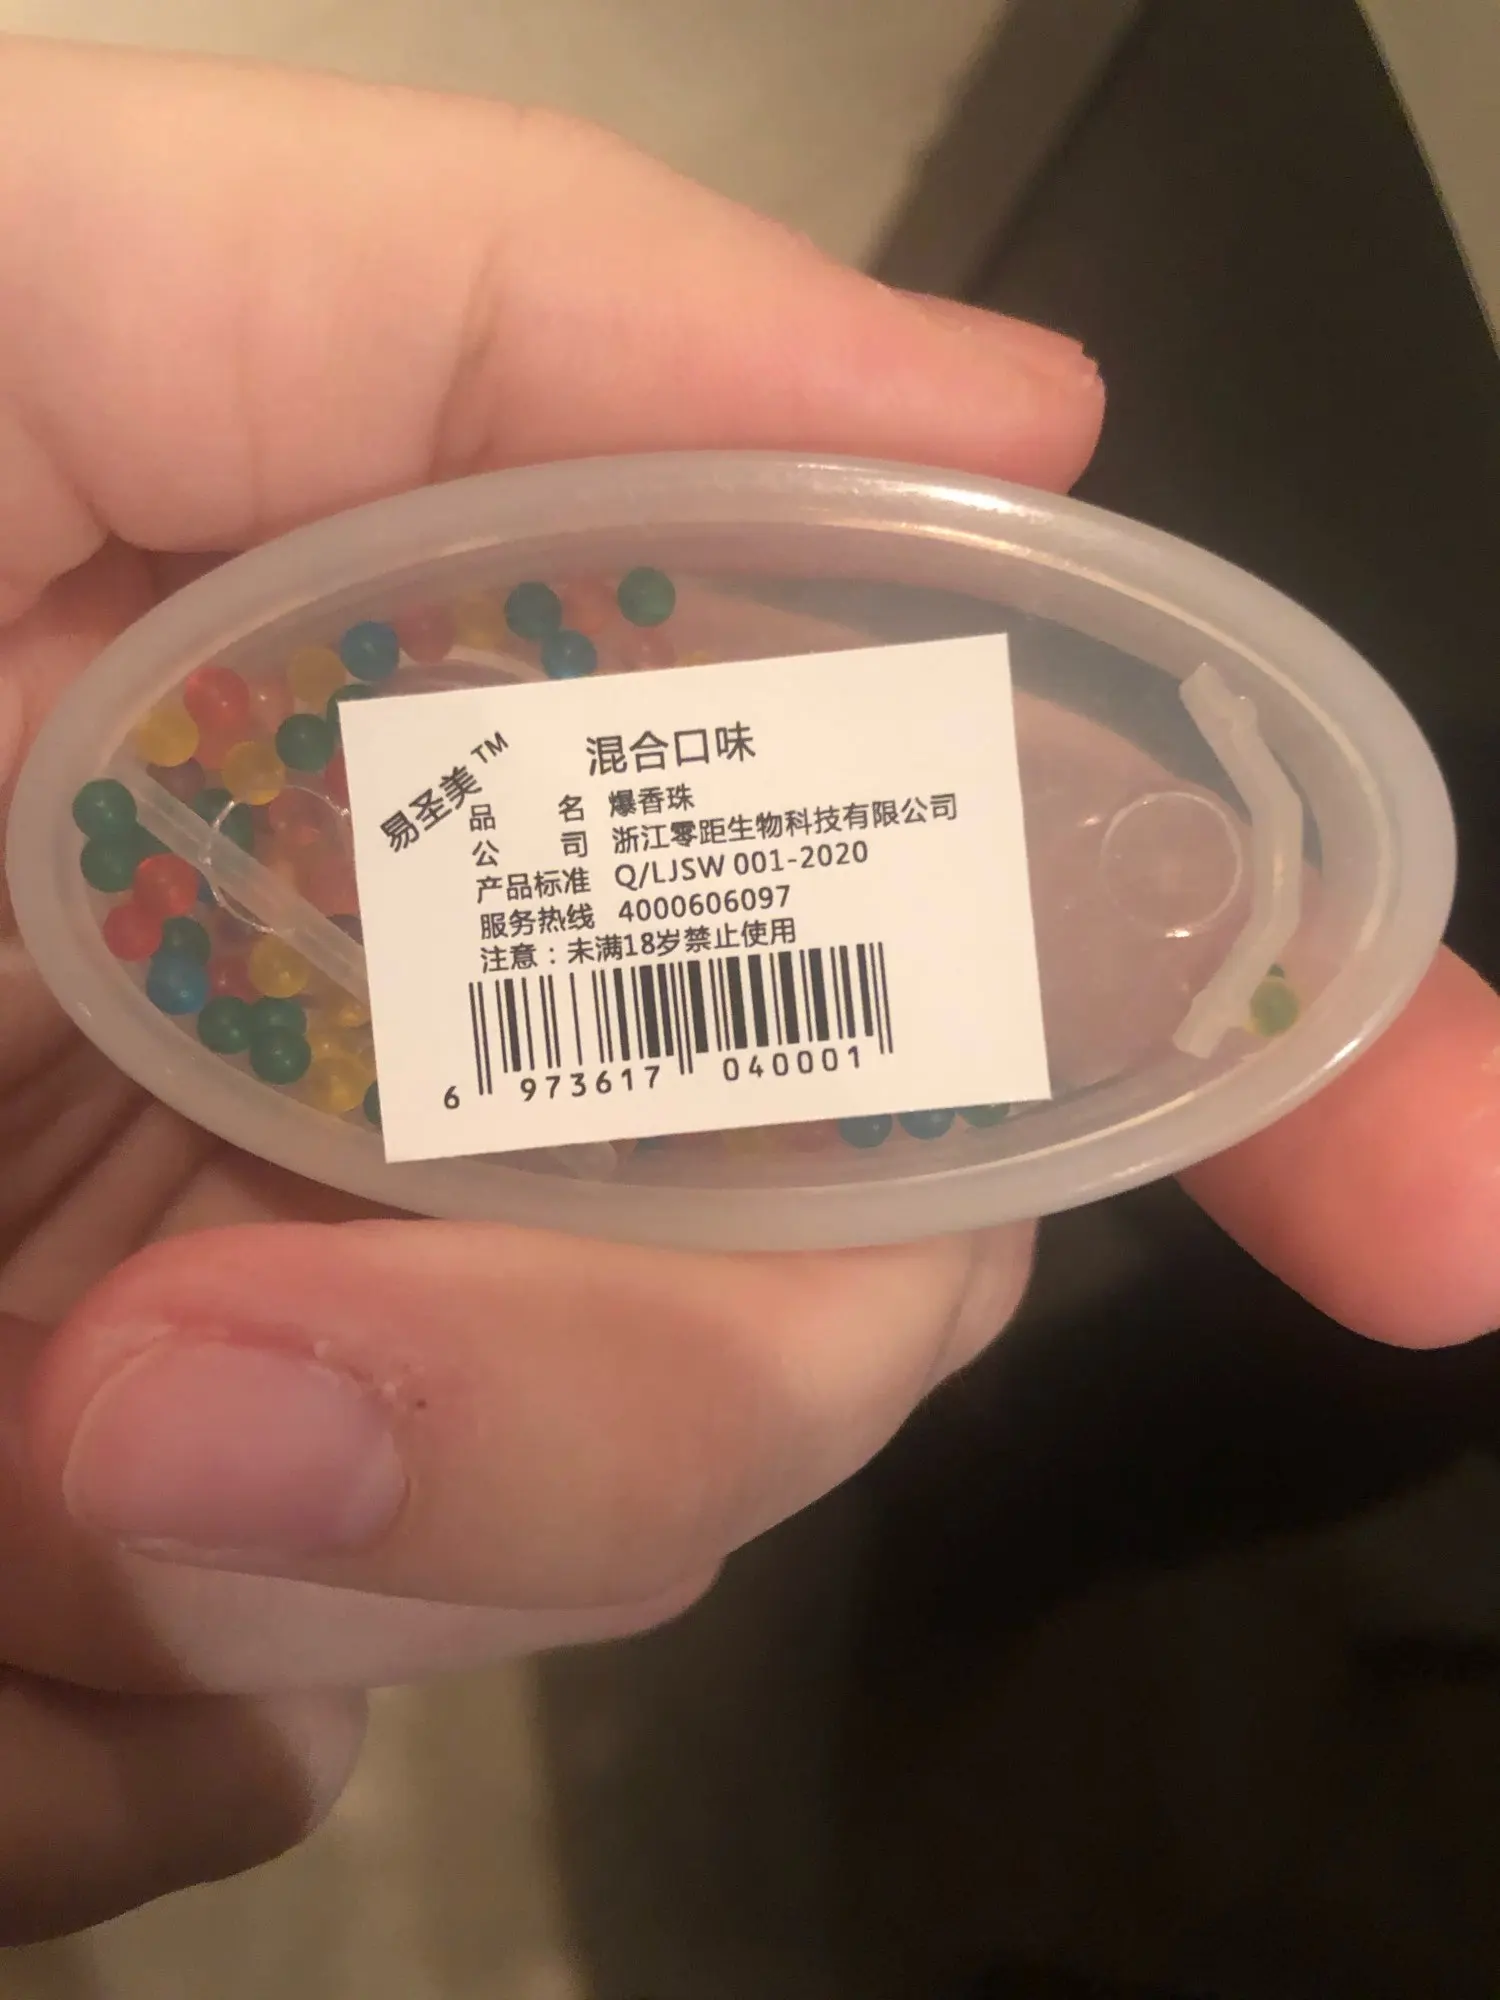 易圣美™
混合口味
品 名 爆香珠
公 司 浙江零距生物科技有限公司
产品标准 Q/LJSW 001-2020
服务热线 4000606097
注意：未满18岁禁止使用
6 973617 040001